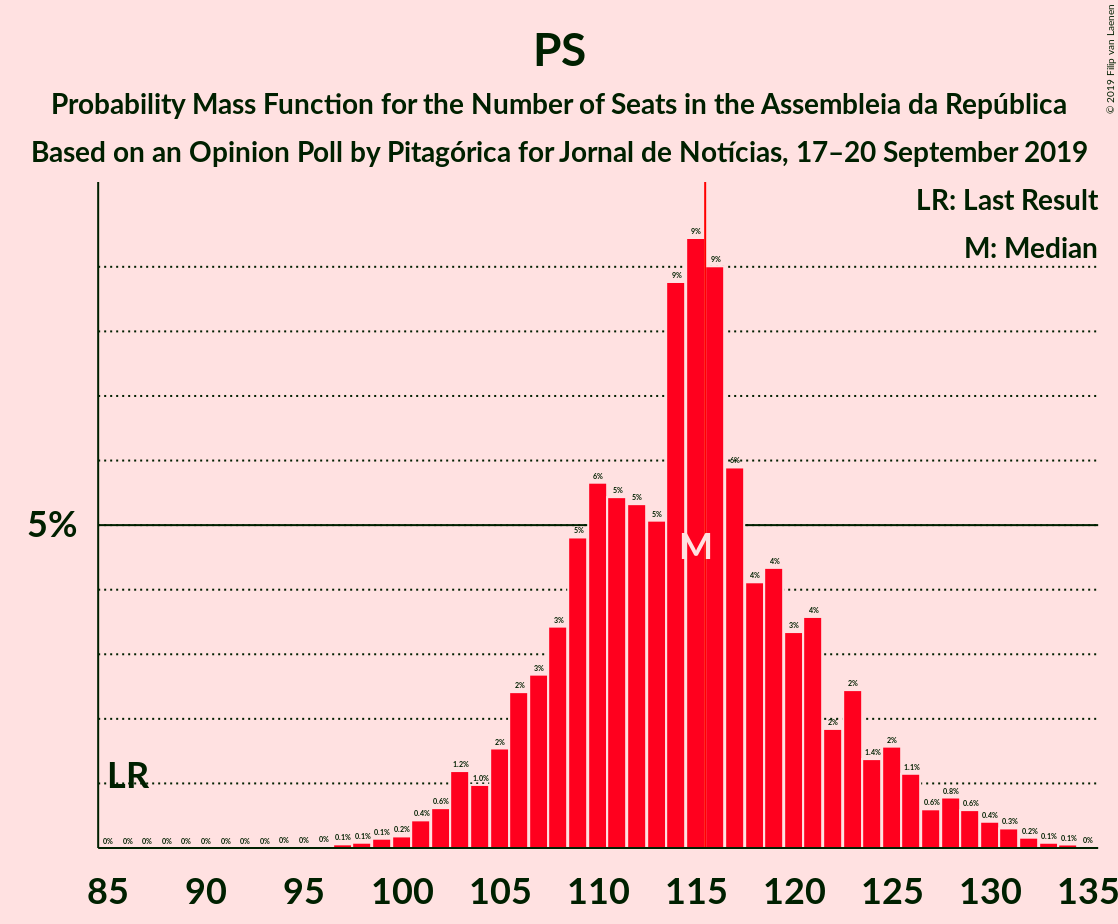 PS
Probability Mass Function for the Number of Seats in the Assembleia da República
Based on an Opinion Poll by Pitagórica for Jornal de Notícias, 17–20 September 2019
© 2019 Filip van Laenen
LR: Last Result
M: Median
5%
LR
M
0% 0% 0% 0% 0% 0% 0% 0% 0% 0% 0% 0% 0.1% 0.1% 0.1% 0.2% 0.4% 0.6% 1.2% 1.0% 2% 2% 3% 3% 5% 6% 5% 5% 5% 9% 9% 9% 6% 4% 4% 3% 4% 2% 2% 1.4% 2% 1.1% 0.6% 0.8% 0.6% 0.4% 0.3% 0.2% 0.1% 0.1% 0%
85 90 95 100 105 110 115 120 125 130 135